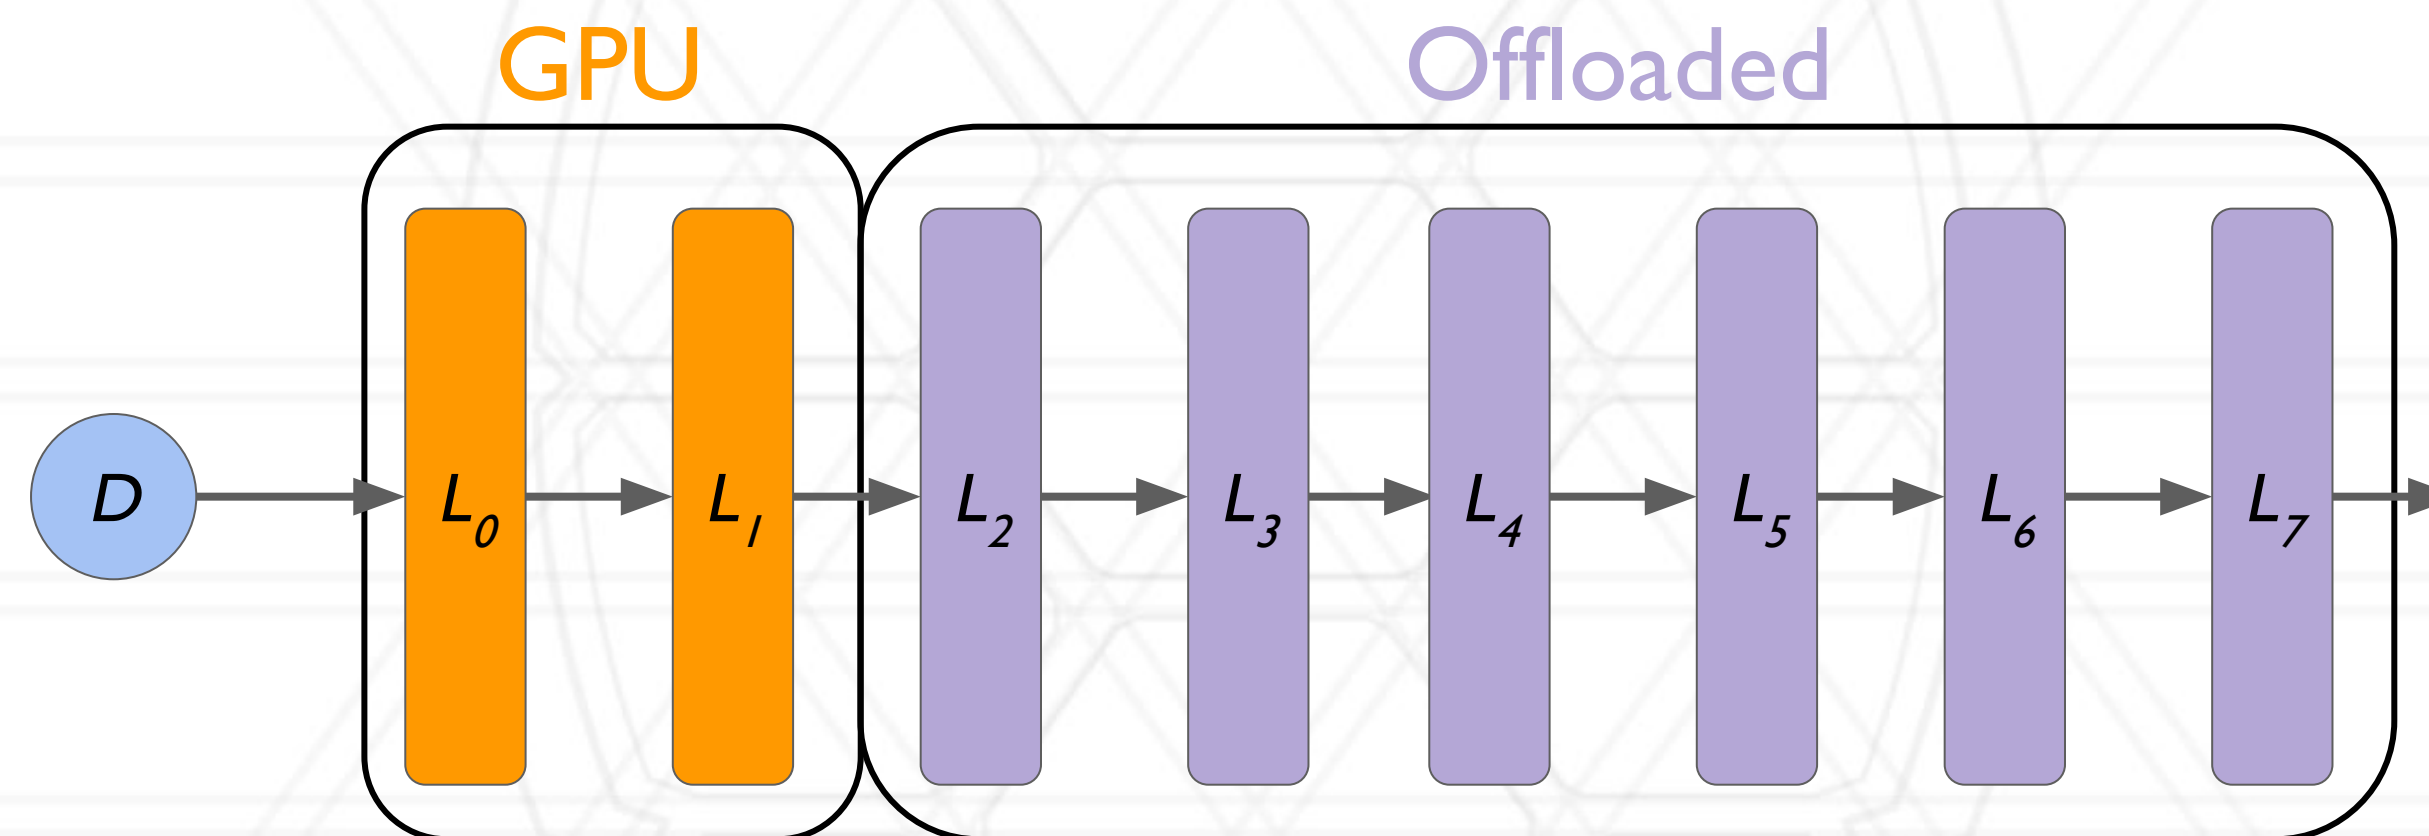 GPU Offloaded
D L₀ L₁ L₂ L₃ L₄ L₅ L₆ L₇